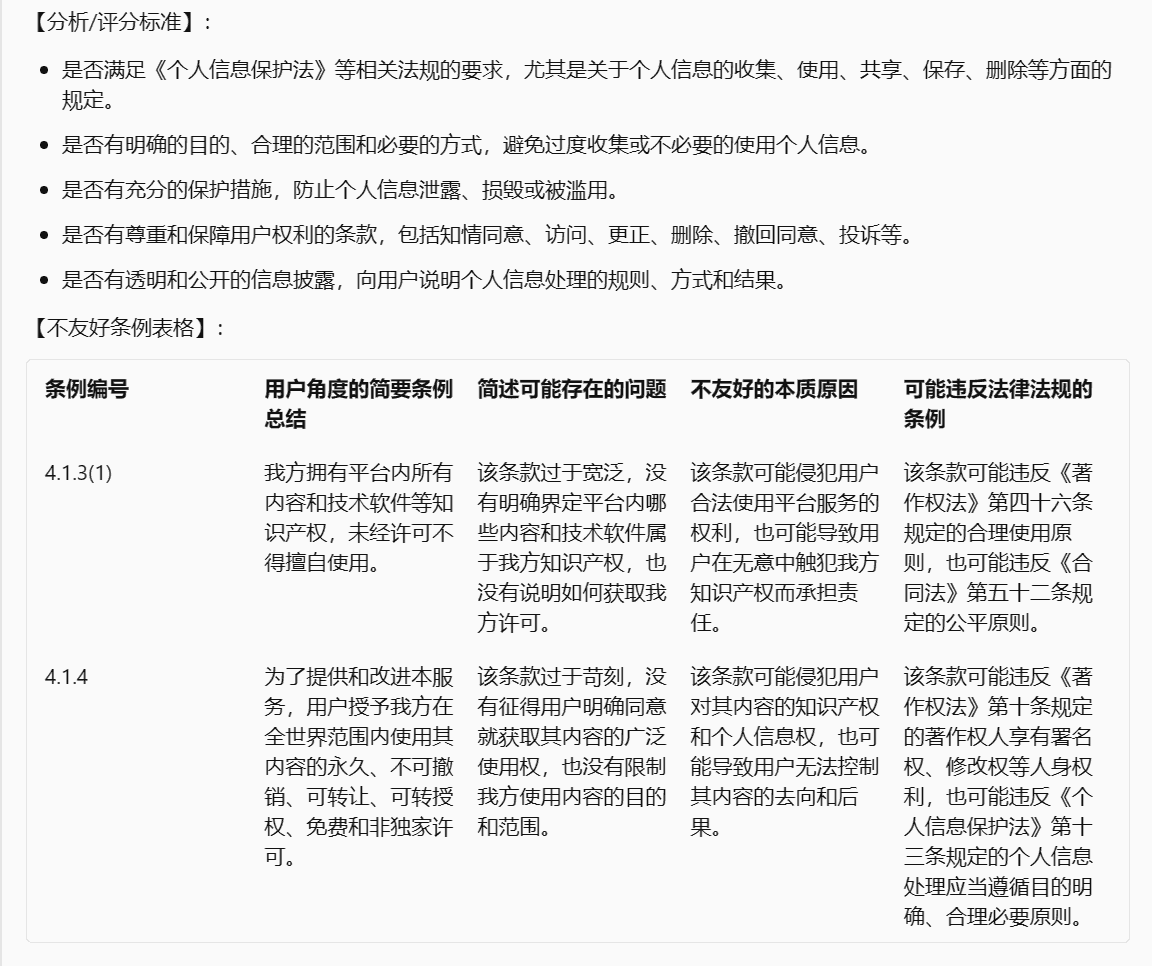 【分析/评分标准】:
• 是否满足《个人信息保护法》等相关法规的要求，尤其是关于个人信息的收集、使用、共享、保存、删除等方面的
规定。
• 是否有明确的目的、合理的范围和必要的方式，避免过度收集或不必要的使用个人信息。
• 是否有充分的保护措施，防止个人信息泄露、损毁或被滥用。
• 是否有尊重和保障用户权利的条款，包括知情同意、访问、更正、删除、撤回同意、投诉等。
• 是否有透明和公开的信息披露，向用户说明个人信息处理的规则、方式和结果。
【不友好条例表格】:
条例编号
用户角度的简要条例
总结
简述可能存在的问题
不友好的本质原因
可能违反法律法规的
条例
4.1.3(1)
我方拥有平台内所有
内容和技术软件等知
识产权，未经许可不
得擅自使用。
该条款过于宽泛，没
有明确界定平台内哪
些内容和技术软件属
于我方知识产权，也
没有说明如何获取我
方许可。
该条款可能侵犯用户
合法使用平台服务的
权利，也可能导致用
户在无意中触犯我方
知识产权而承担责
任。
该条款可能违反《著
作权法》第四十六条
规定的合理使用原
则，也可能违反《合
同法》第五十二条规
定的公平原则。
4.1.4
为了提供和改进本服
务，用户授予我方在
全世界范围内使用其
内容的永久、不可撤
销、可转让、可转授
权、免费和非独家许
可。
该条款过于苛刻，没
有征得用户明确同意
就获取其内容的广泛
使用权，也没有限制
我方使用内容的目的
和范围。
该条款可能侵犯用户
对其内容的知识产权
和个人信息权，也可
能导致用户无法控制
其内容的去向和后
果。
该条款可能违反《著
作权法》第十条规定
的著作权人享有署名
权、修改权等人身权
利，也可能违反《个
人信息保护法》第十
三条规定的个人信息
处理应当遵循目的明
确、合理必要原则。